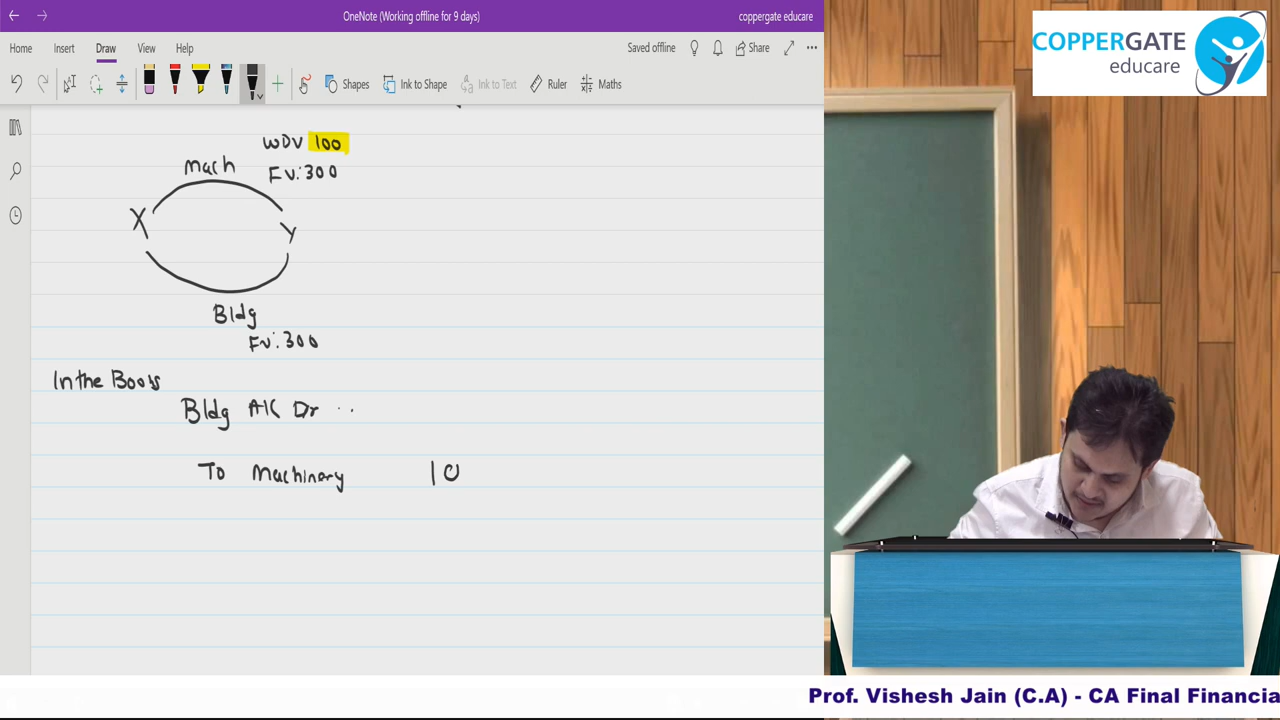 OneNote (Working offline for 9 days)
coppergate educare
Home Insert Draw View Help
Saved offline Share
Shapes Ink to Shape Ink to Text Ruler Maths
COPPERGATE
educare
WDV 100
Mach FV:300
X Y
Bldg
FV:300
In the Books
Bldg A/c Dr ..
To Machinery 10
Prof. Vishesh Jain (C.A) - CA Final Financia